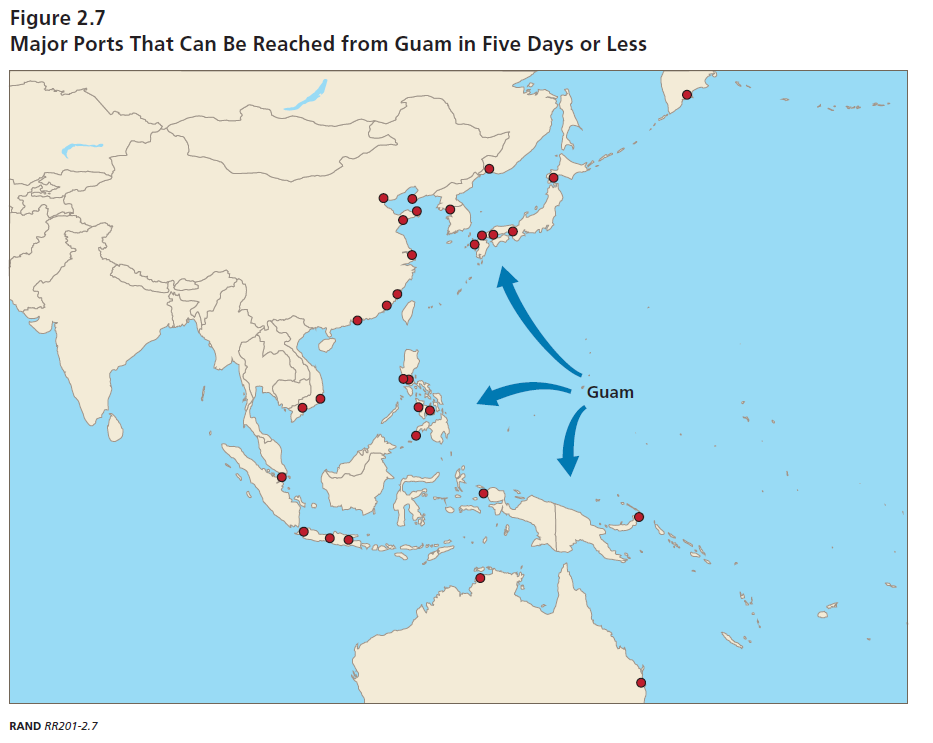 Figure 2.7
Major Ports That Can Be Reached from Guam in Five Days or Less
Guam
RAND RR201-2.7